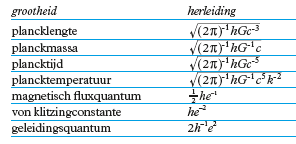 grootheid herleiding
plancklengte √(2π)⁻¹hGc⁻³
planckmassa √(2π)⁻¹hG⁻¹c
plancktijd √(2π)⁻¹hGc⁻⁵
plancktemperatuur √(2π)⁻¹hG⁻¹c⁵k⁻²
magnetisch fluxquantum ½he⁻¹
von klitzingconstante he⁻²
geleidingsquantum 2h⁻¹e²